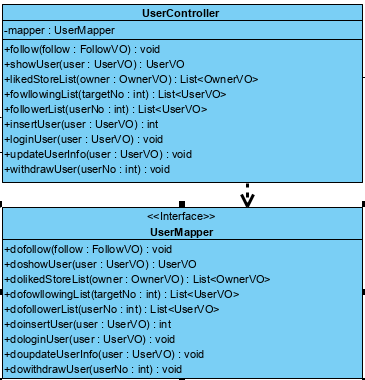 UserController
-mapper : UserMapper
+follow(follow : FollowVO) : void
+showUser(user : UserVO) : UserVO
+likedStoreList(owner : OwnerVO) : List<OwnerVO>
+fowllowingList(targetNo : int) : List<UserVO>
+followerList(userNo : int) : List<UserVO>
+insertUser(user : UserVO) : int
+loginUser(user : UserVO) : void
+updateUserInfo(user : UserVO) : void
+withdrawUser(userNo : int) : void
<<Interface>>
UserMapper
+dofollow(follow : FollowVO) : void
+doshowUser(user : UserVO) : UserVO
+dolikedStoreList(owner : OwnerVO) : List<OwnerVO>
+dofowllowingList(targetNo : int) : List<UserVO>
+dofollowerList(userNo : int) : List<UserVO>
+doinsertUser(user : UserVO) : int
+dologinUser(user : UserVO) : void
+doupdateUserInfo(user : UserVO) : void
+dowithdrawUser(userNo : int) : void